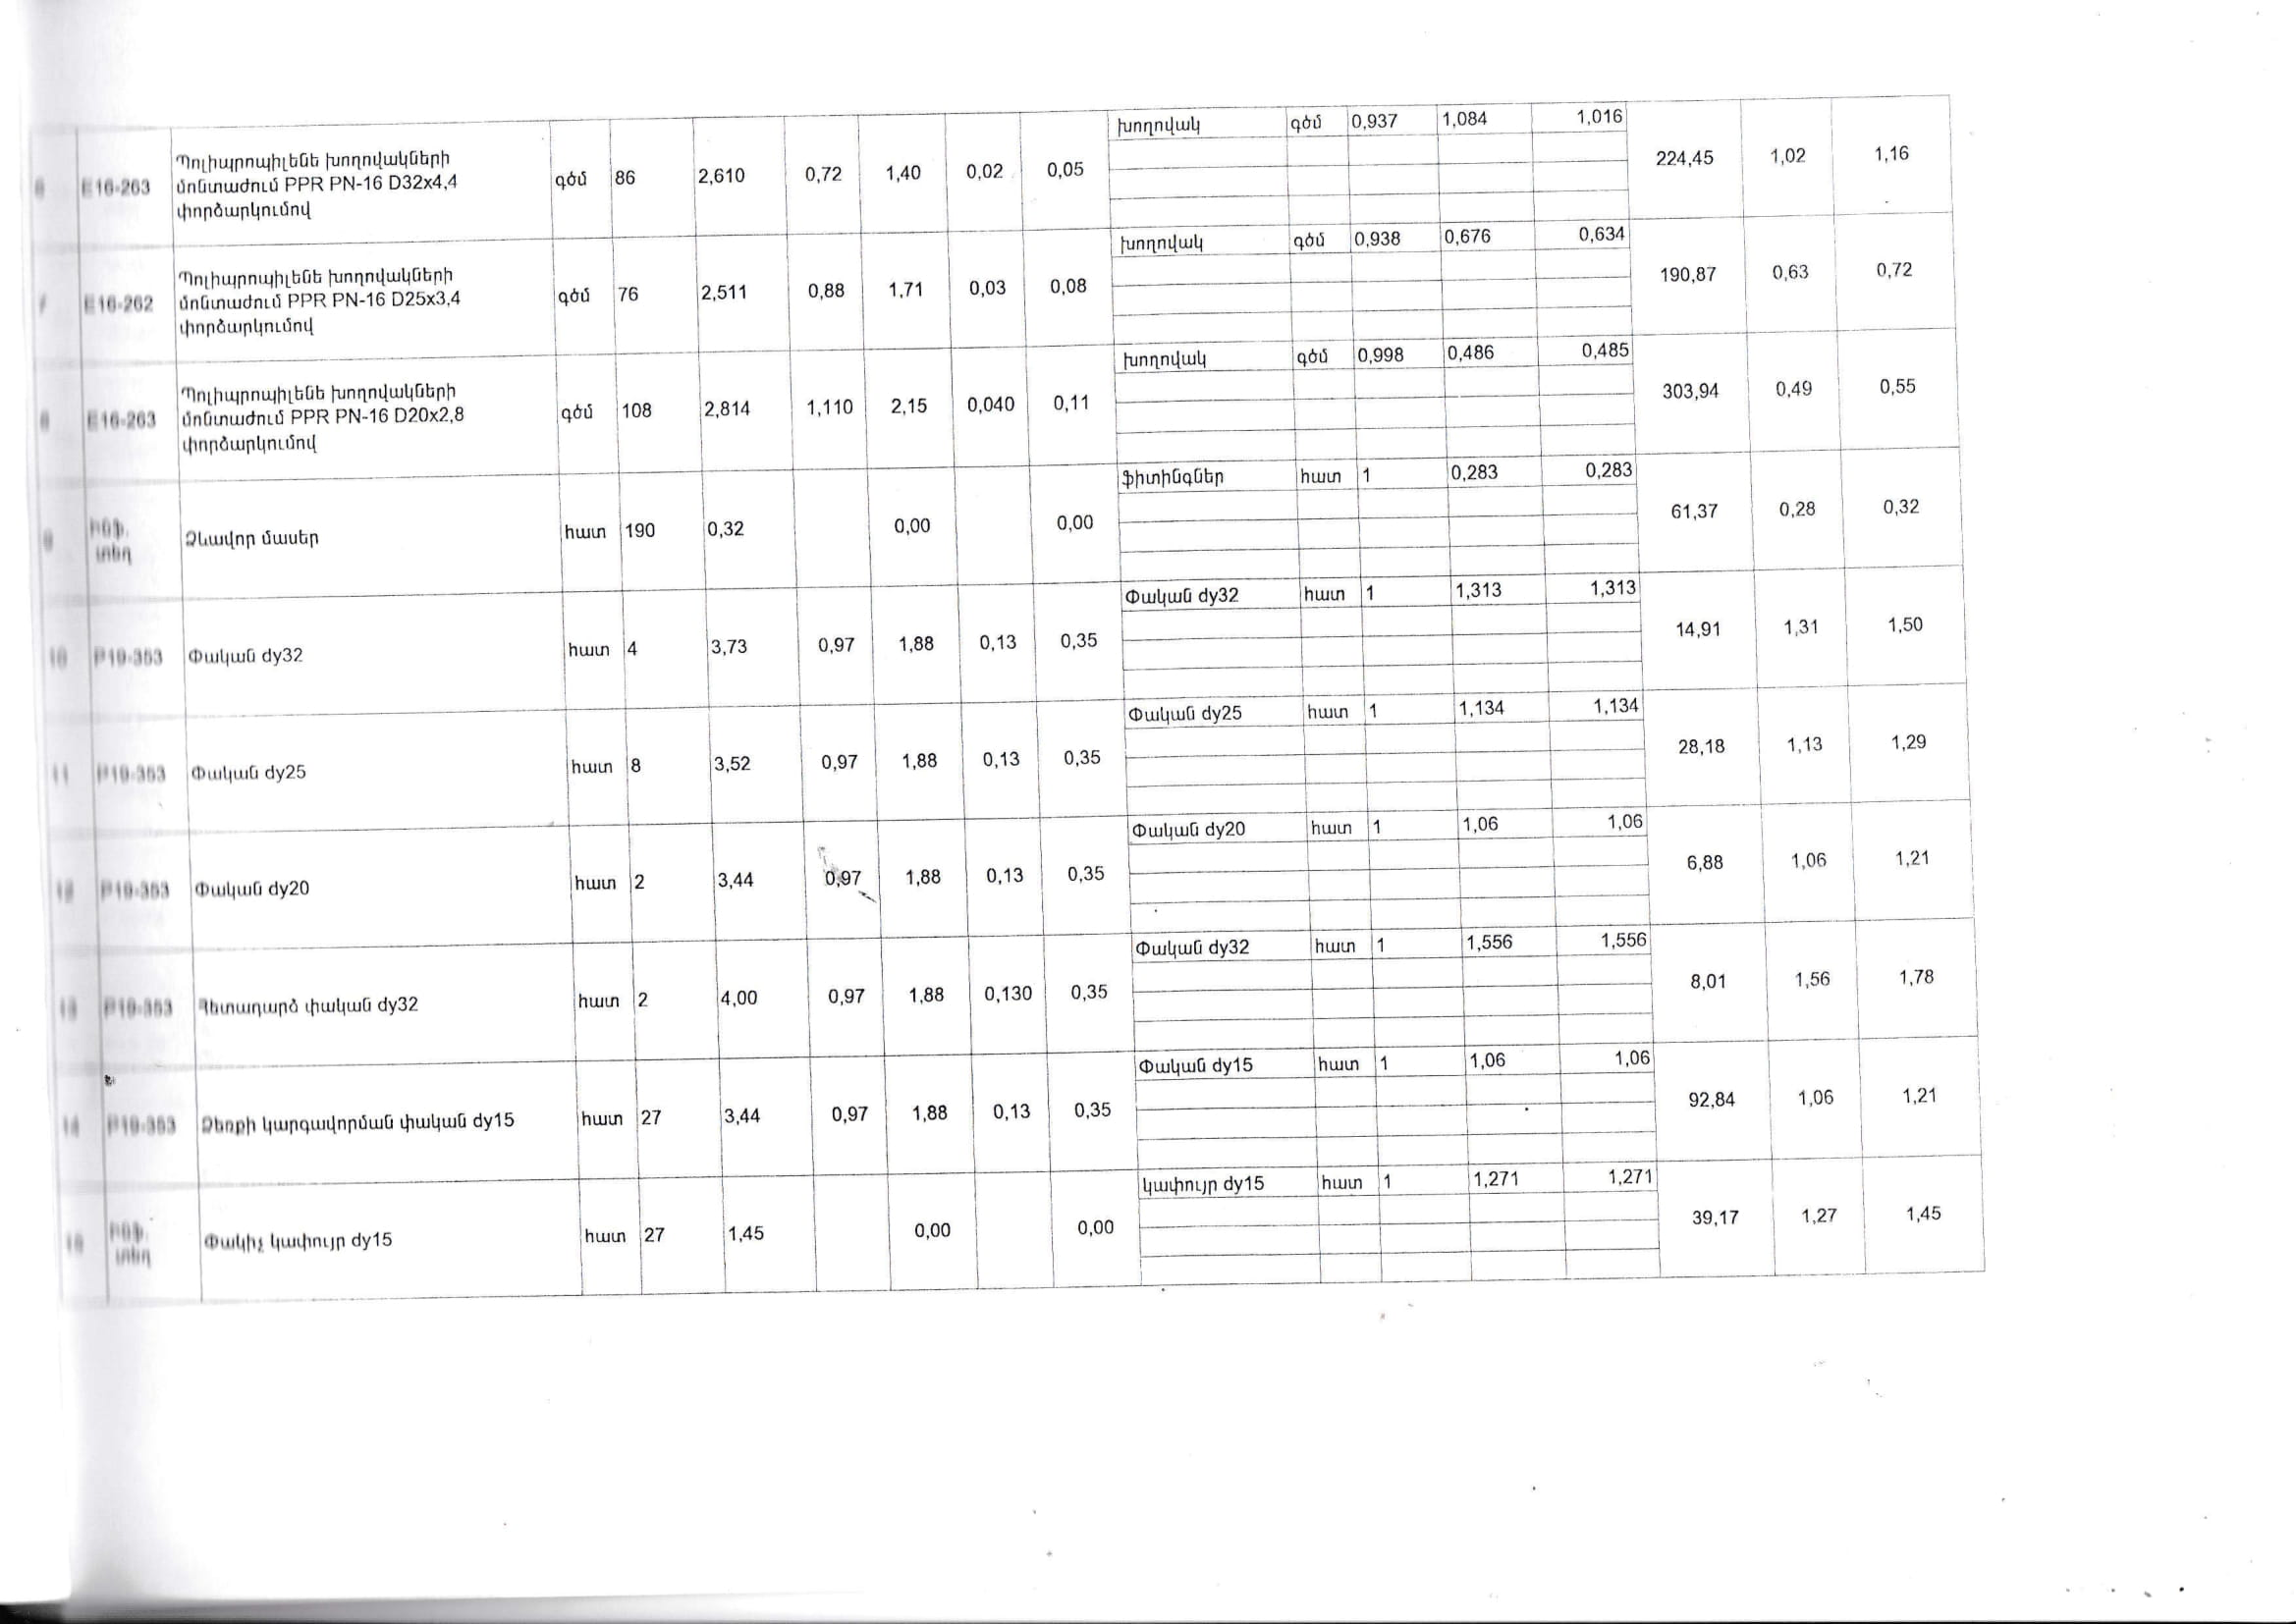 խողովակ գծմ 0,937 1,084 1,016
6 E16-263 Պոլիպրոպիլենե խողովակների
մոնտաժում PPR PN-16 D32x4,4
փորձարկումով
գծմ 86 2,610 0,72 1,40 0,02 0,05 224,45 1,02 1,16
խողովակ գծմ 0,938 0,676 0,634
7 E16-262 Պոլիպրոպիլենե խողովակների
մոնտաժում PPR PN-16 D25x3,4
փորձարկումով
գծմ 76 2,511 0,88 1,71 0,03 0,08 190,87 0,63 0,72
խողովակ գծմ 0,998 0,486 0,485
8 E16-263 Պոլիպրոպիլենե խողովակների
մոնտաժում PPR PN-16 D20x2,8
փորձարկումով
գծմ 108 2,814 1,110 2,15 0,040 0,11 303,94 0,49 0,55
ֆիտինգներ հատ 1 0,283 0,283
9 Ձևավոր մասեր հատ 190 0,32 0,00 0,00 61,37 0,28 0,32
Փական dy32 հատ 1 1,313 1,313
10 P19-353 Փական dy32 հատ 4 3,73 0,97 1,88 0,13 0,35 14,91 1,31 1,50
Փական dy25 հատ 1 1,134 1,134
11 P19-353 Փական dy25 հատ 8 3,52 0,97 1,88 0,13 0,35 28,18 1,13 1,29
Փական dy20 հատ 1 1,06 1,06
12 P19-353 Փական dy20 հատ 2 3,44 0,97 1,88 0,13 0,35 6,88 1,06 1,21
Փական dy32 հատ 1 1,556 1,556
13 P19-353 Հետադարձ փական dy32 հատ 2 4,00 0,97 1,88 0,130 0,35 8,01 1,56 1,78
Փական dy15 հատ 1 1,06 1,06
14 P19-353 Ձեռքի կարգավորման փական dy15 հատ 27 3,44 0,97 1,88 0,13 0,35 92,84 1,06 1,21
կափույր dy15 հատ 1 1,271 1,271
15 Փակիչ կափույր dy15 հատ 27 1,45 0,00 0,00 39,17 1,27 1,45